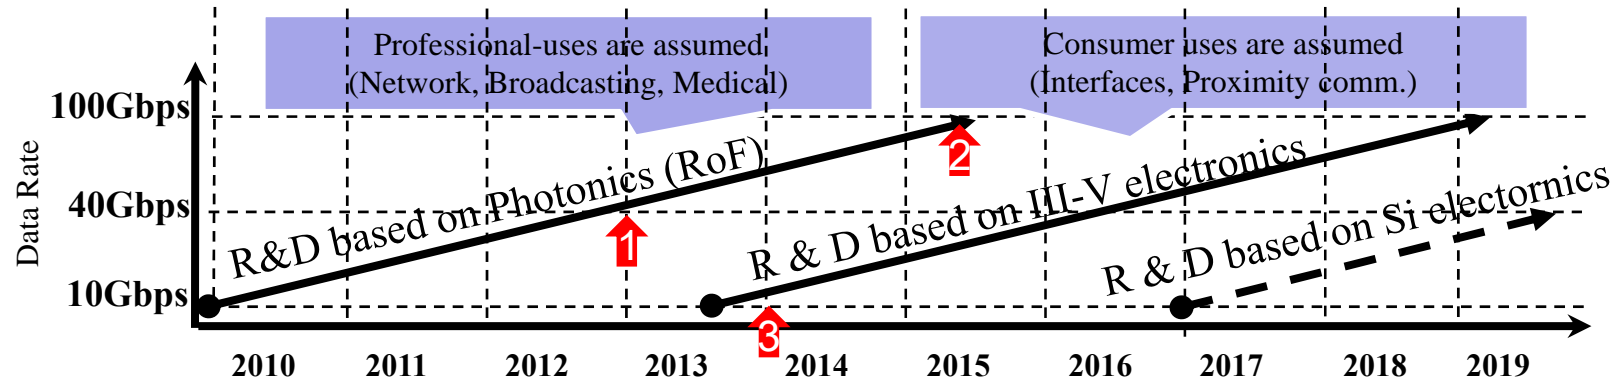 Professional-uses are assumed
(Network, Broadcasting, Medical)
Consumer uses are assumed
(Interfaces, Proximity comm.)
Data Rate
100Gbps
40Gbps
10Gbps
R&D based on Photonics (RoF)
R & D based on III-V electronics
R & D based on Si electornics
1
2
3
2010 2011 2012 2013 2014 2015 2016 2017 2018 2019